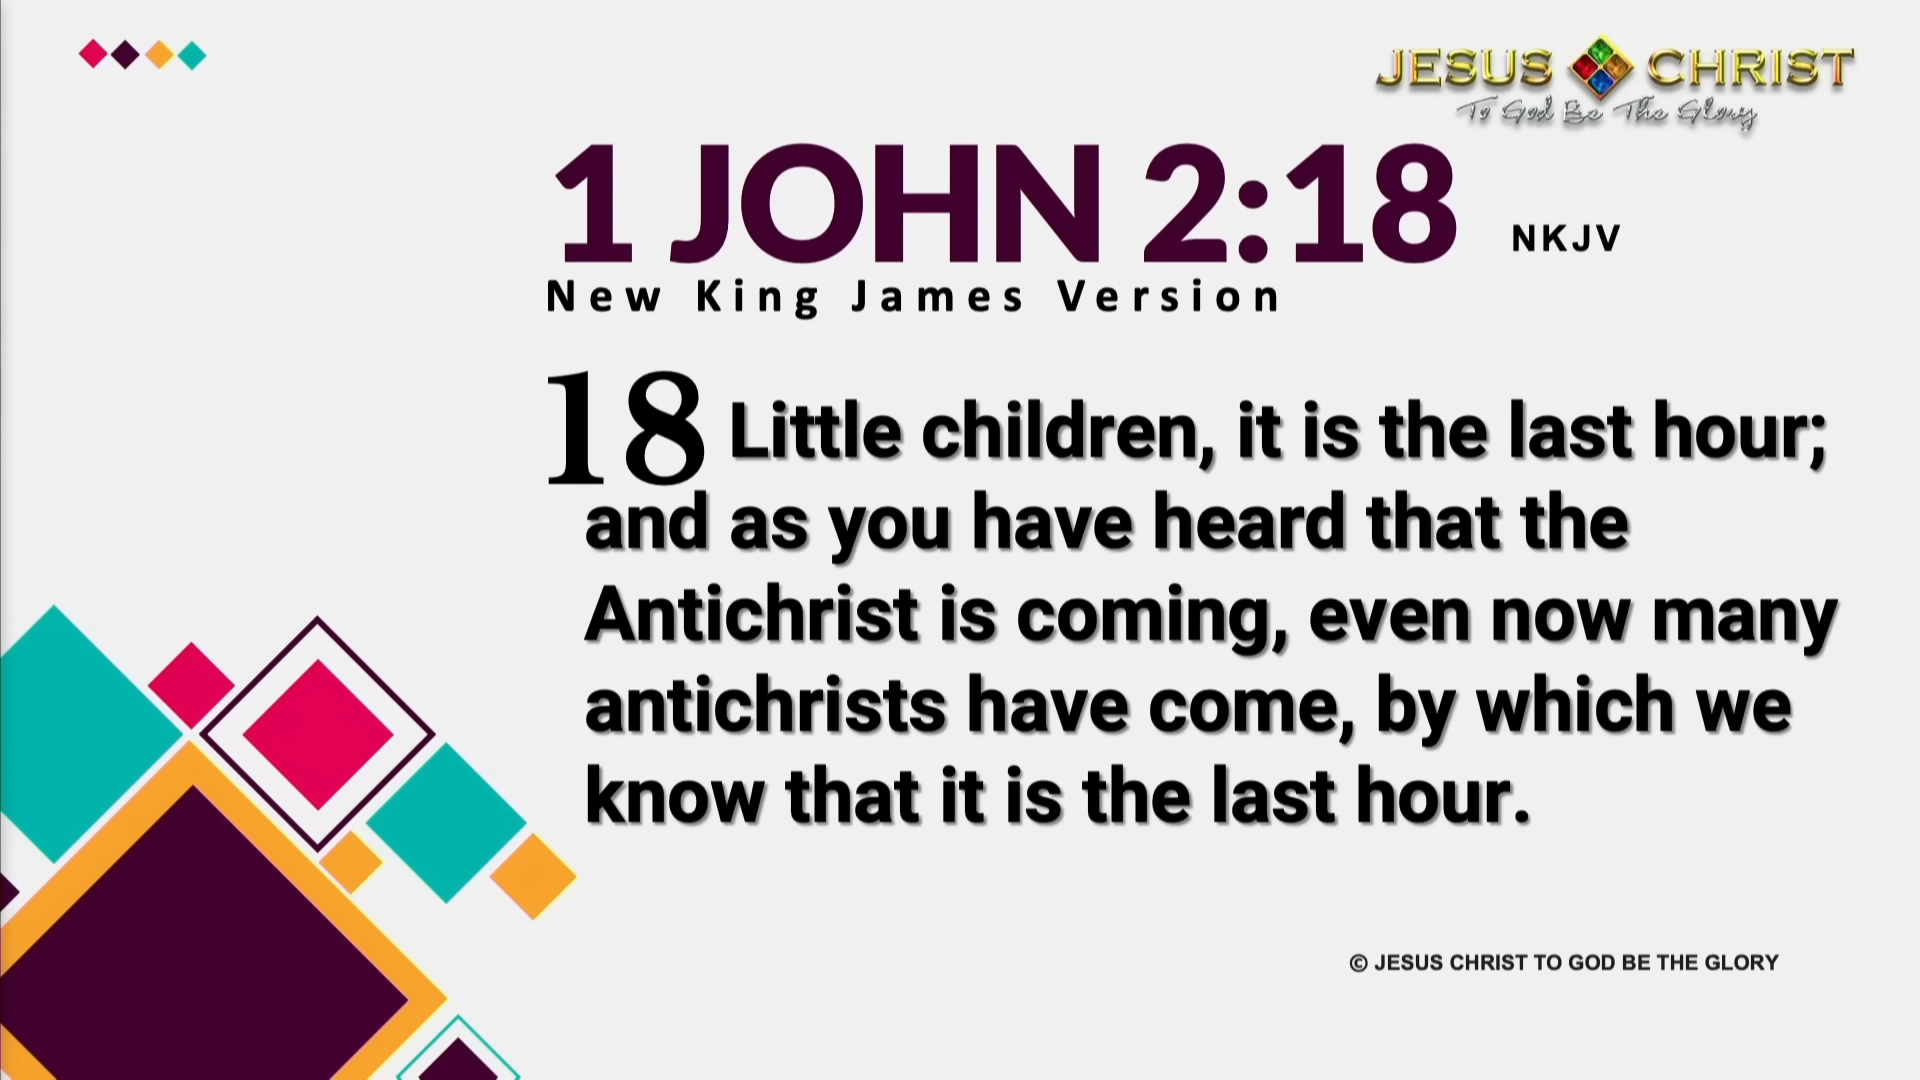 JESUS CHRIST
To God Be The Glory
1 JOHN 2:18 NKJV
New King James Version
18 Little children, it is the last hour;
and as you have heard that the
Antichrist is coming, even now many
antichrists have come, by which we
know that it is the last hour.
© JESUS CHRIST TO GOD BE THE GLORY